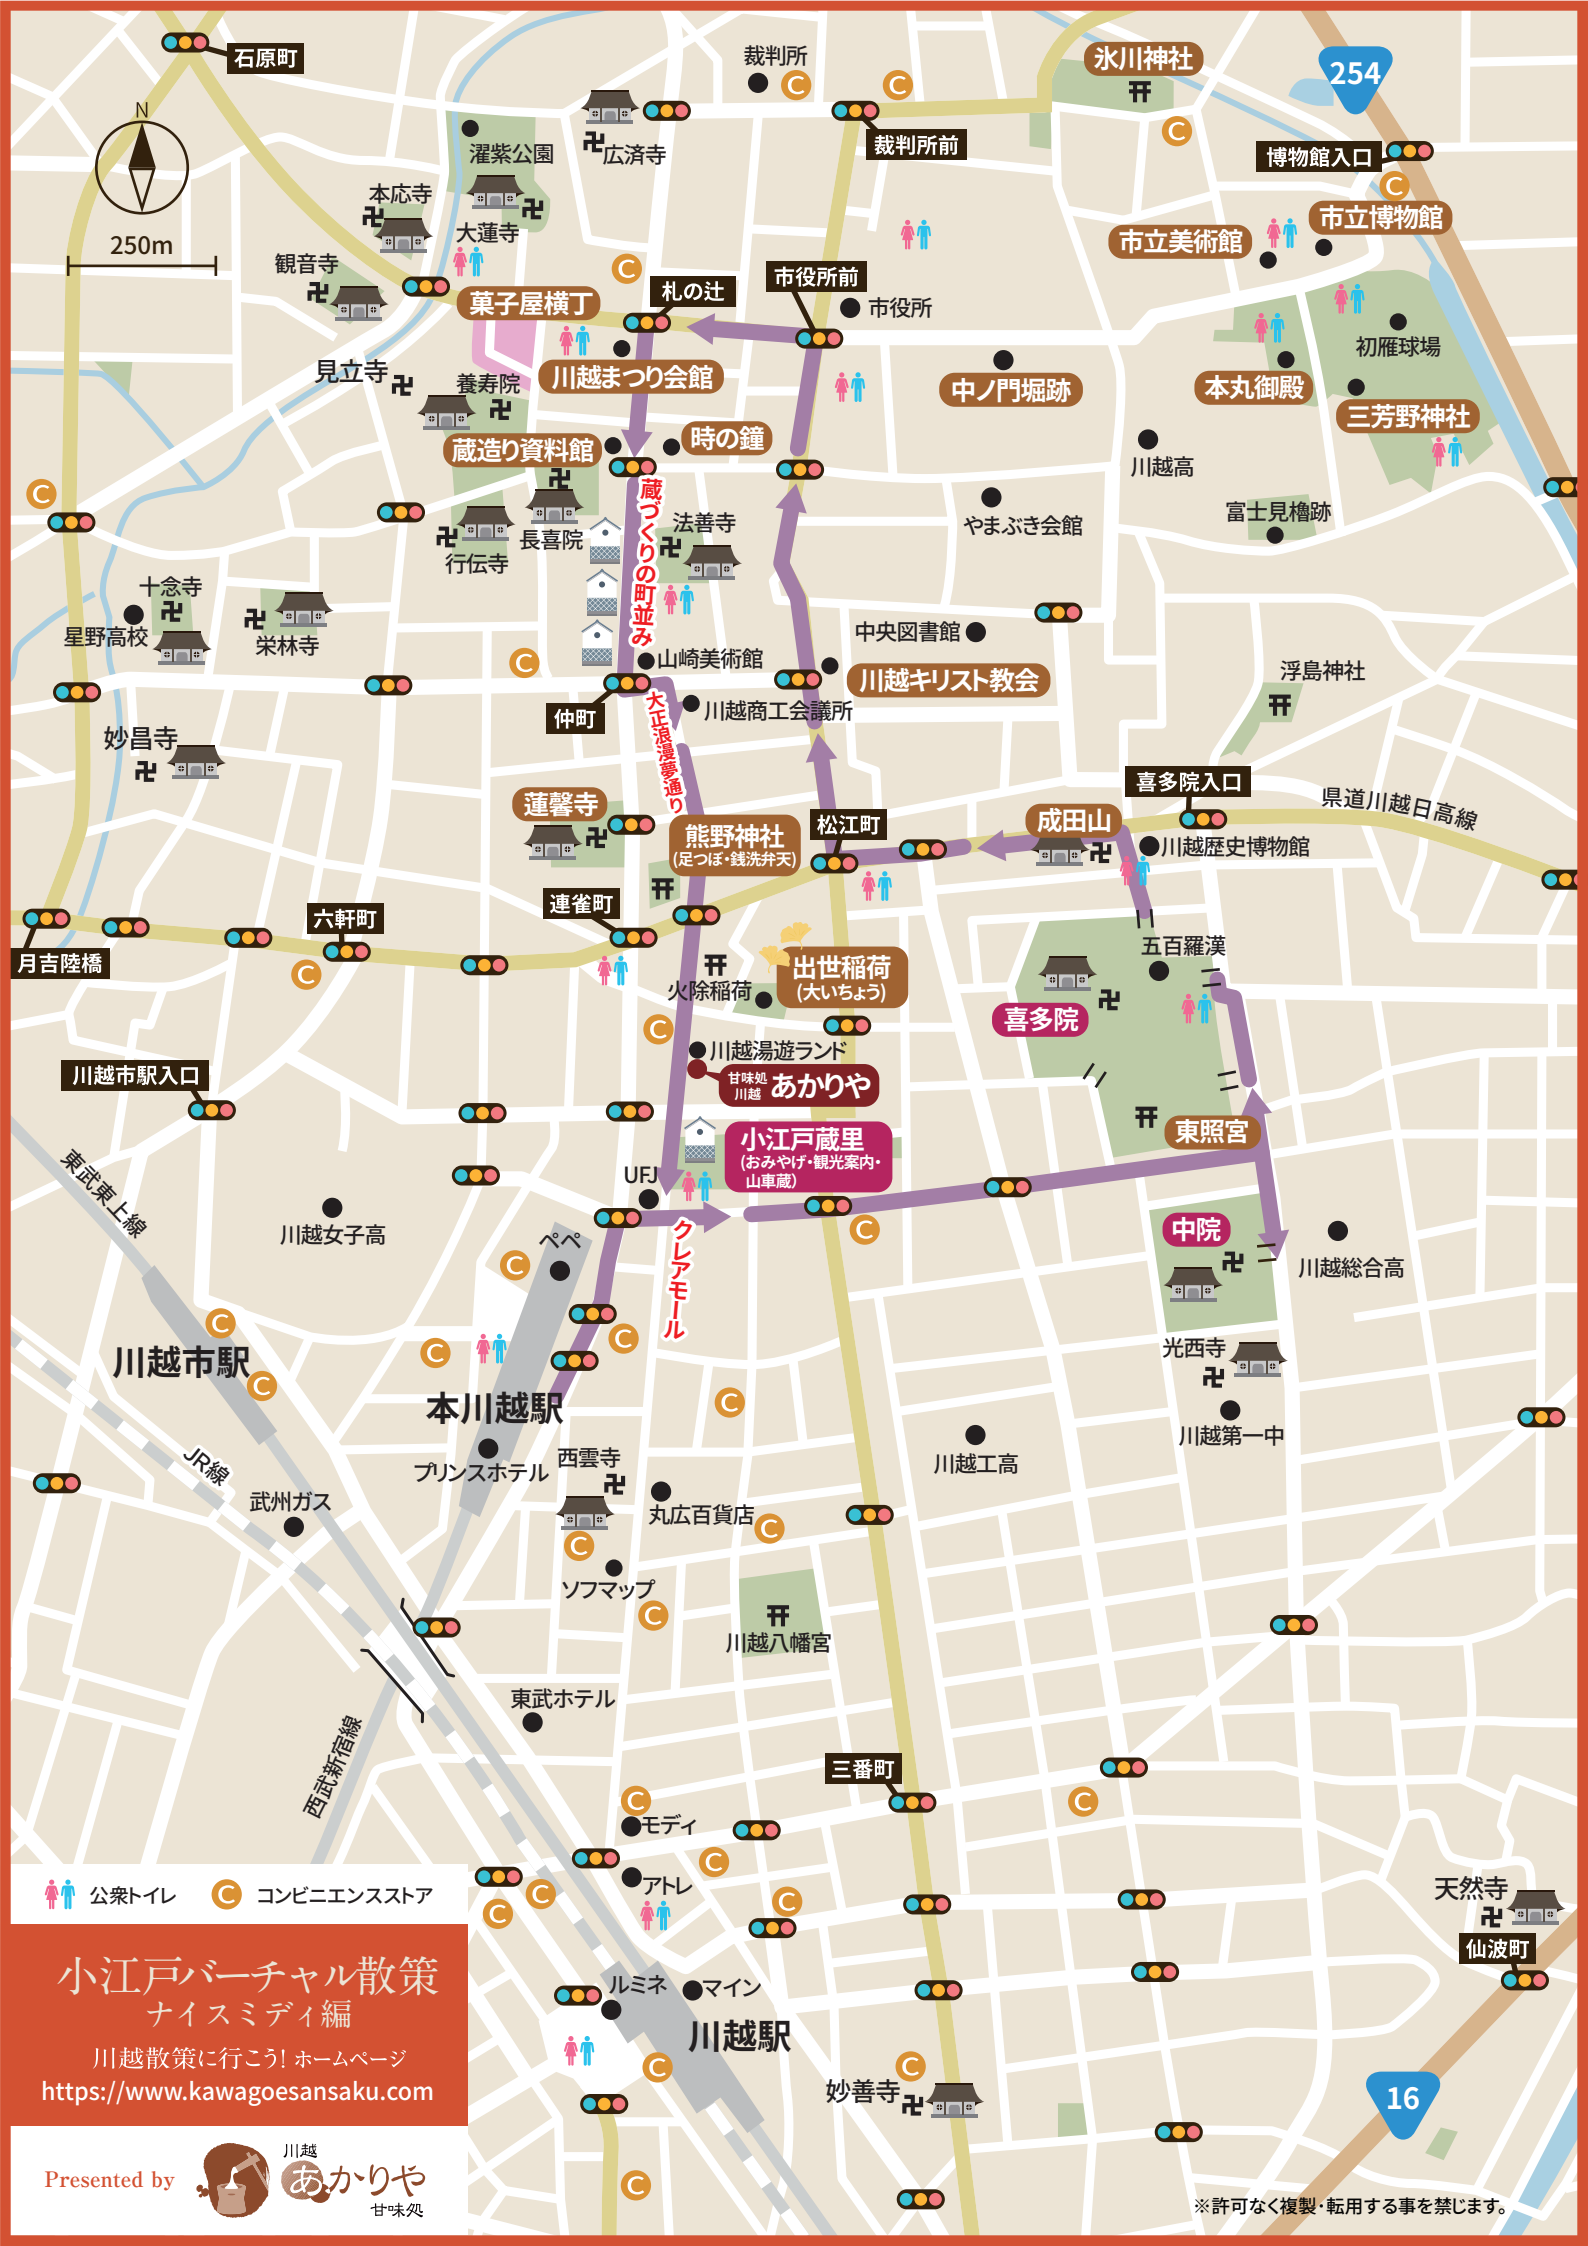 石原町
裁判所
氷川神社
254
N
濯紫公園
広済寺
裁判所前
博物館入口
本応寺
大蓮寺
市立博物館
市立美術館
250m
観音寺
菓子屋横丁
札の辻
市役所前
市役所
初雁球場
見立寺
養寿院
川越まつり会館
中ノ門堀跡
本丸御殿
三芳野神社
蔵造り資料館
時の鐘
川越高
蔵づくりの町並み
法善寺
やまぶき会館
富士見櫓跡
長喜院
行伝寺
十念寺
星野高校
栄林寺
中央図書館
山崎美術館
川越キリスト教会
浮島神社
仲町
大正浪漫夢通り
川越商工会議所
妙昌寺
喜多院入口
県道川越日高線
蓮馨寺
熊野神社
(足つぼ・銭洗弁天)
松江町
成田山
川越歴史博物館
連雀町
六軒町
月吉陸橋
五百羅漢
出世稲荷
(大いちょう)
火除稲荷
喜多院
川越湯遊ランド
甘味処
川越
あかりや
川越市駅入口
小江戸蔵里
(おみやげ・観光案内・
山車蔵)
東照宮
UFJ
東武東上線
川越女子高
ペペ
クレアモール
中院
川越総合高
川越市駅
光西寺
本川越駅
川越第一中
JR線
プリンスホテル
西雲寺
川越工高
武州ガス
丸広百貨店
ソフマップ
川越八幡宮
東武ホテル
西武新宿線
三番町
モディ
アトレ
公衆トイレ
C コンビニエンスストア
天然寺
仙波町
小江戸バーチャル散策
ナイスミディ編
ルミネ
マイン
川越駅
川越散策に行こう! ホームページ
https://www.kawagoesansaku.com
妙善寺
16
Presented by
川越
あかりや
甘味処
※許可なく複製・転用する事を禁じます。